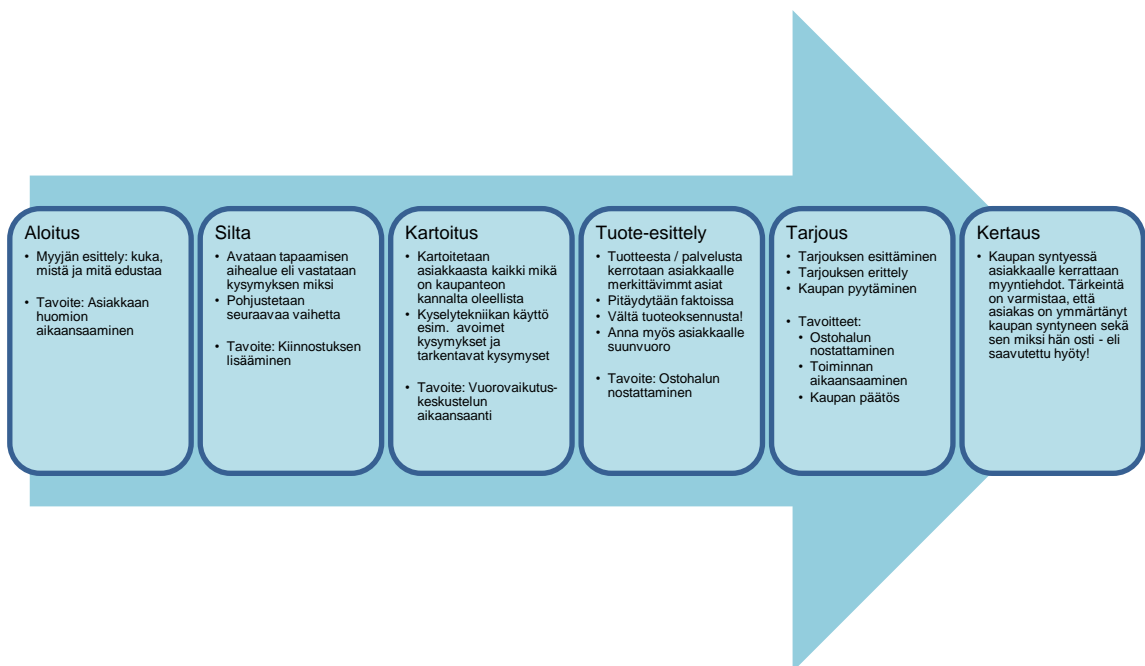 Aloitus
• Myyjän esittely: kuka,
mistä ja mitä edustaa
• Tavoite: Asiakkaan
huomion
aikaansaaminen
Silta
• Avataan tapaamisen
aihealue eli vastataan
kysymyksen miksi
• Pohjustetaan
seuraavaa vaihetta
• Tavoite: Kiinnostuksen
lisääminen
Kartoitus
• Kartoitetaan
asiakkaasta kaikki mikä
on kaupanteon
kannalta oleellista
• Kyselytekniikan käyttö
esim. avoimet
kysymykset ja
tarkentavat kysymyset
• Tavoite: Vuorovaikutus-
keskustelun
aikaansaanti
Tuote-esittely
• Tuotteesta / palvelusta
kerrotaan asiakkaalle
merkittävimmt asiat
• Pitäydytään faktoissa
• Vältä tuoteoksennusta!
• Anna myös asiakkaalle
suunvuoro
• Tavoite: Ostohalun
nostattaminen
Tarjous
• Tarjouksen esittäminen
• Tarjouksen erittely
• Kaupan pyytäminen
• Tavoitteet:
• Ostohalun
nostattaminen
• Toiminnan
aikaansaaminen
• Kaupan päätös
Kertaus
• Kaupan syntyessä
asiakkaalle kerrattaan
myyntiehdot. Tärkeintä
on varmistaa, että
asiakas on ymmärtänyt
kaupan syntyneen sekä
sen miksi hän osti - eli
saavutettu hyöty!